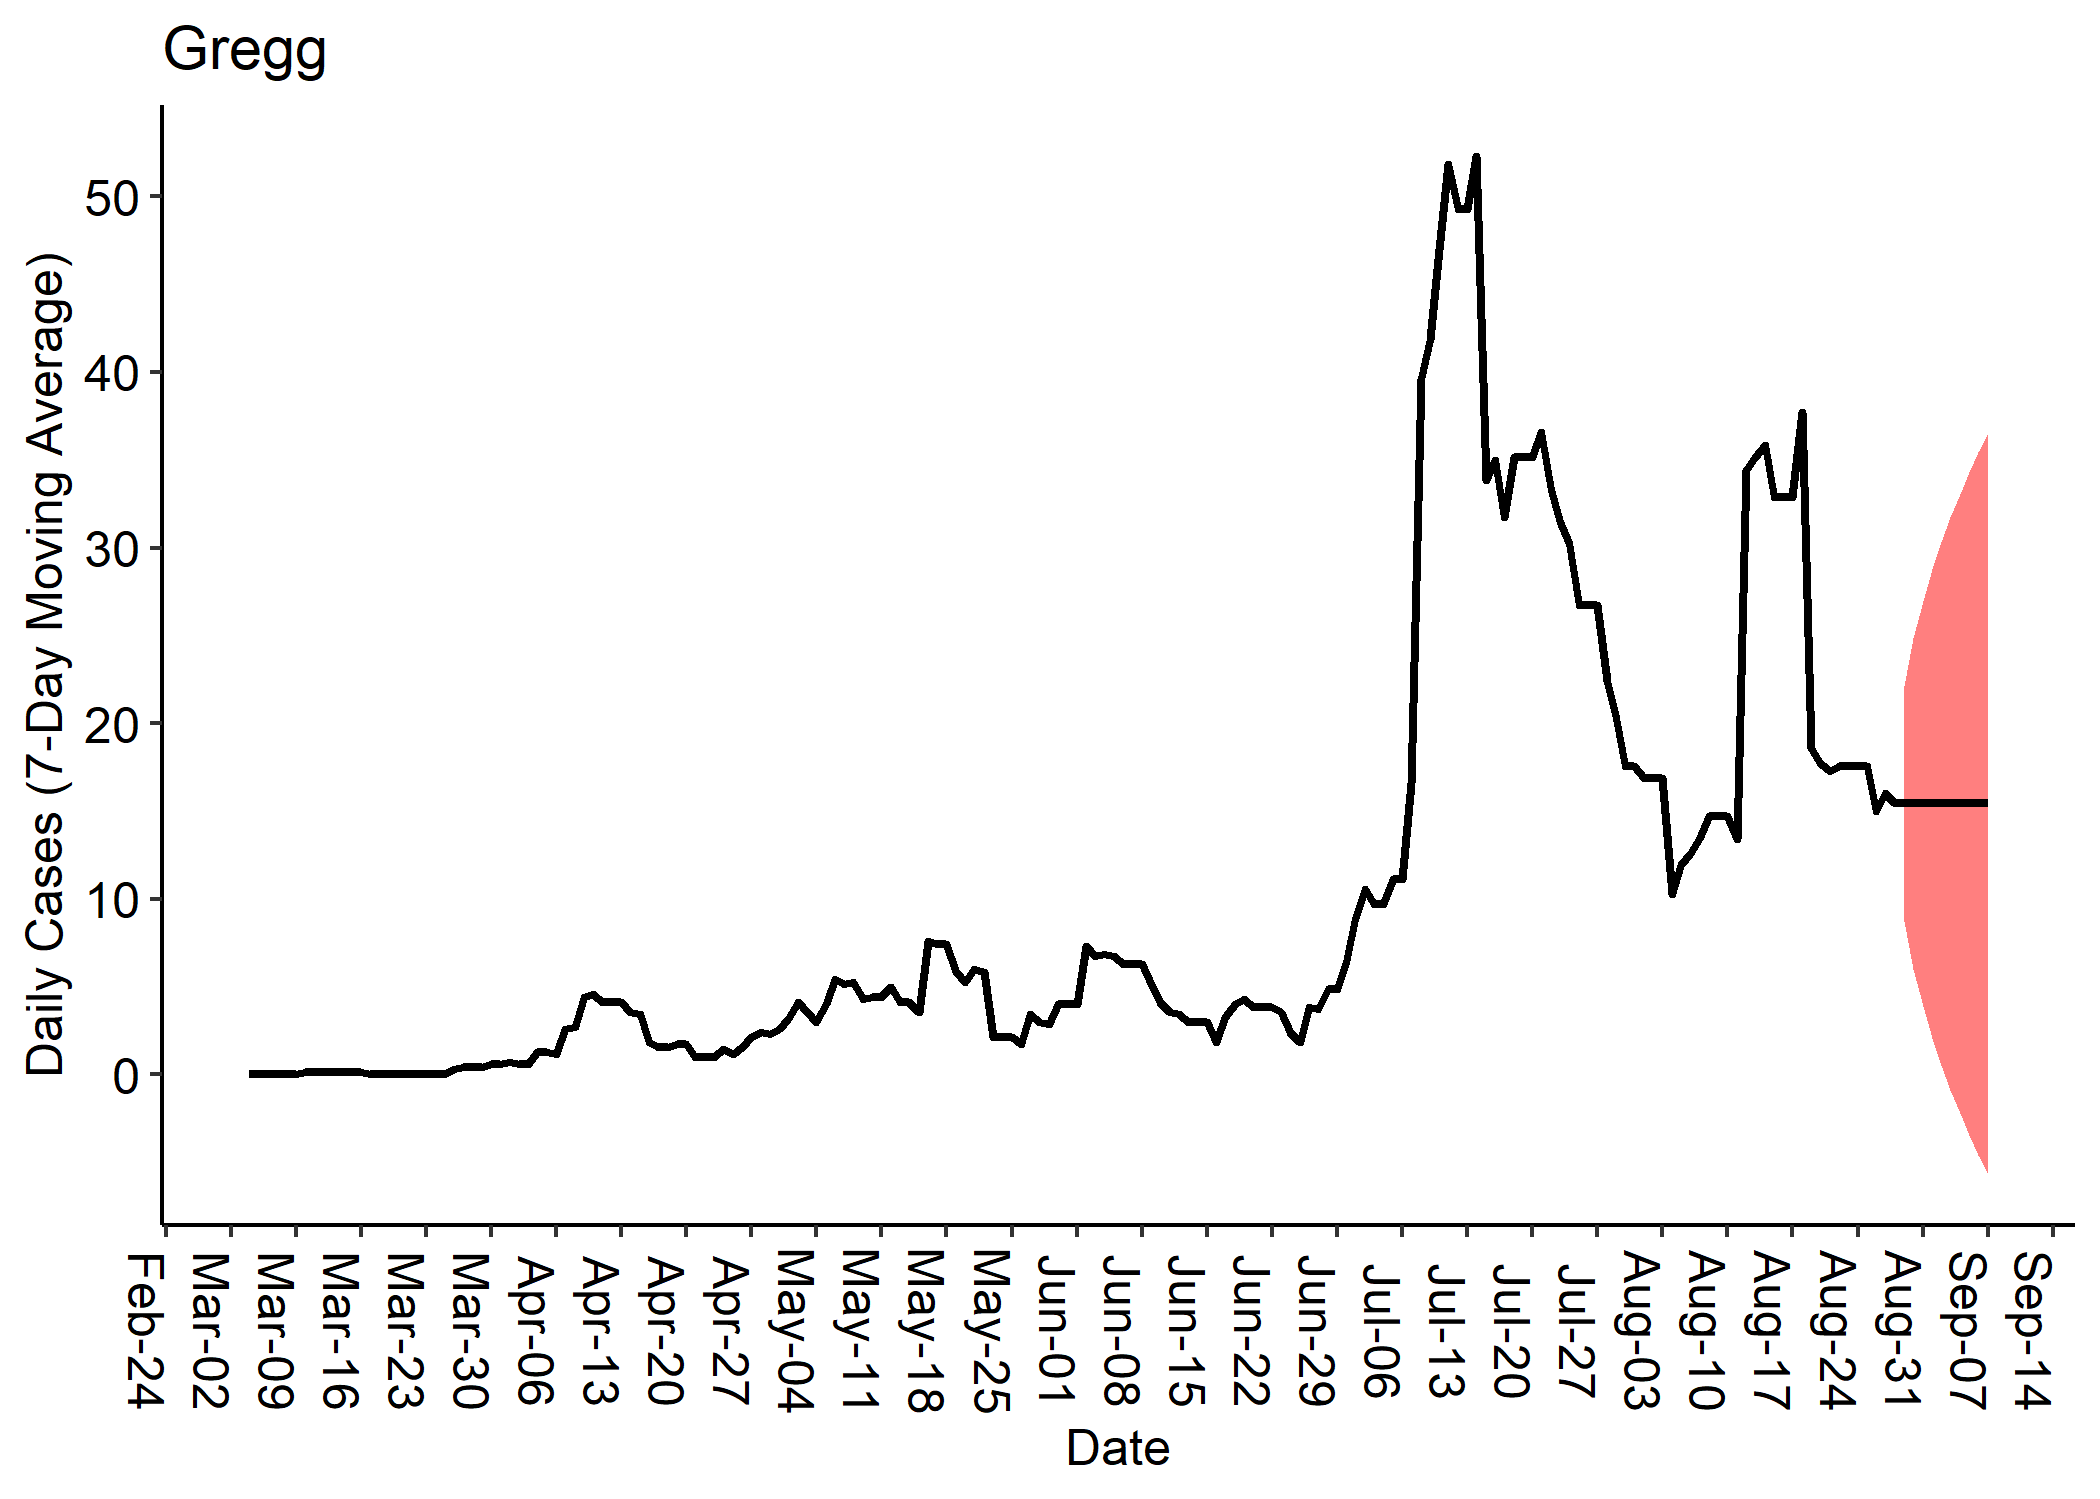 Gregg
Daily Cases (7-Day Moving Average)
50
40
30
20
10
0
Feb-24
Mar-02
Mar-09
Mar-16
Mar-23
Mar-30
Apr-06
Apr-13
Apr-20
Apr-27
May-04
May-11
May-18
May-25
Jun-01
Jun-08
Jun-15
Jun-22
Jun-29
Jul-06
Jul-13
Jul-20
Jul-27
Aug-03
Aug-10
Aug-17
Aug-24
Aug-31
Sep-07
Sep-14
Date